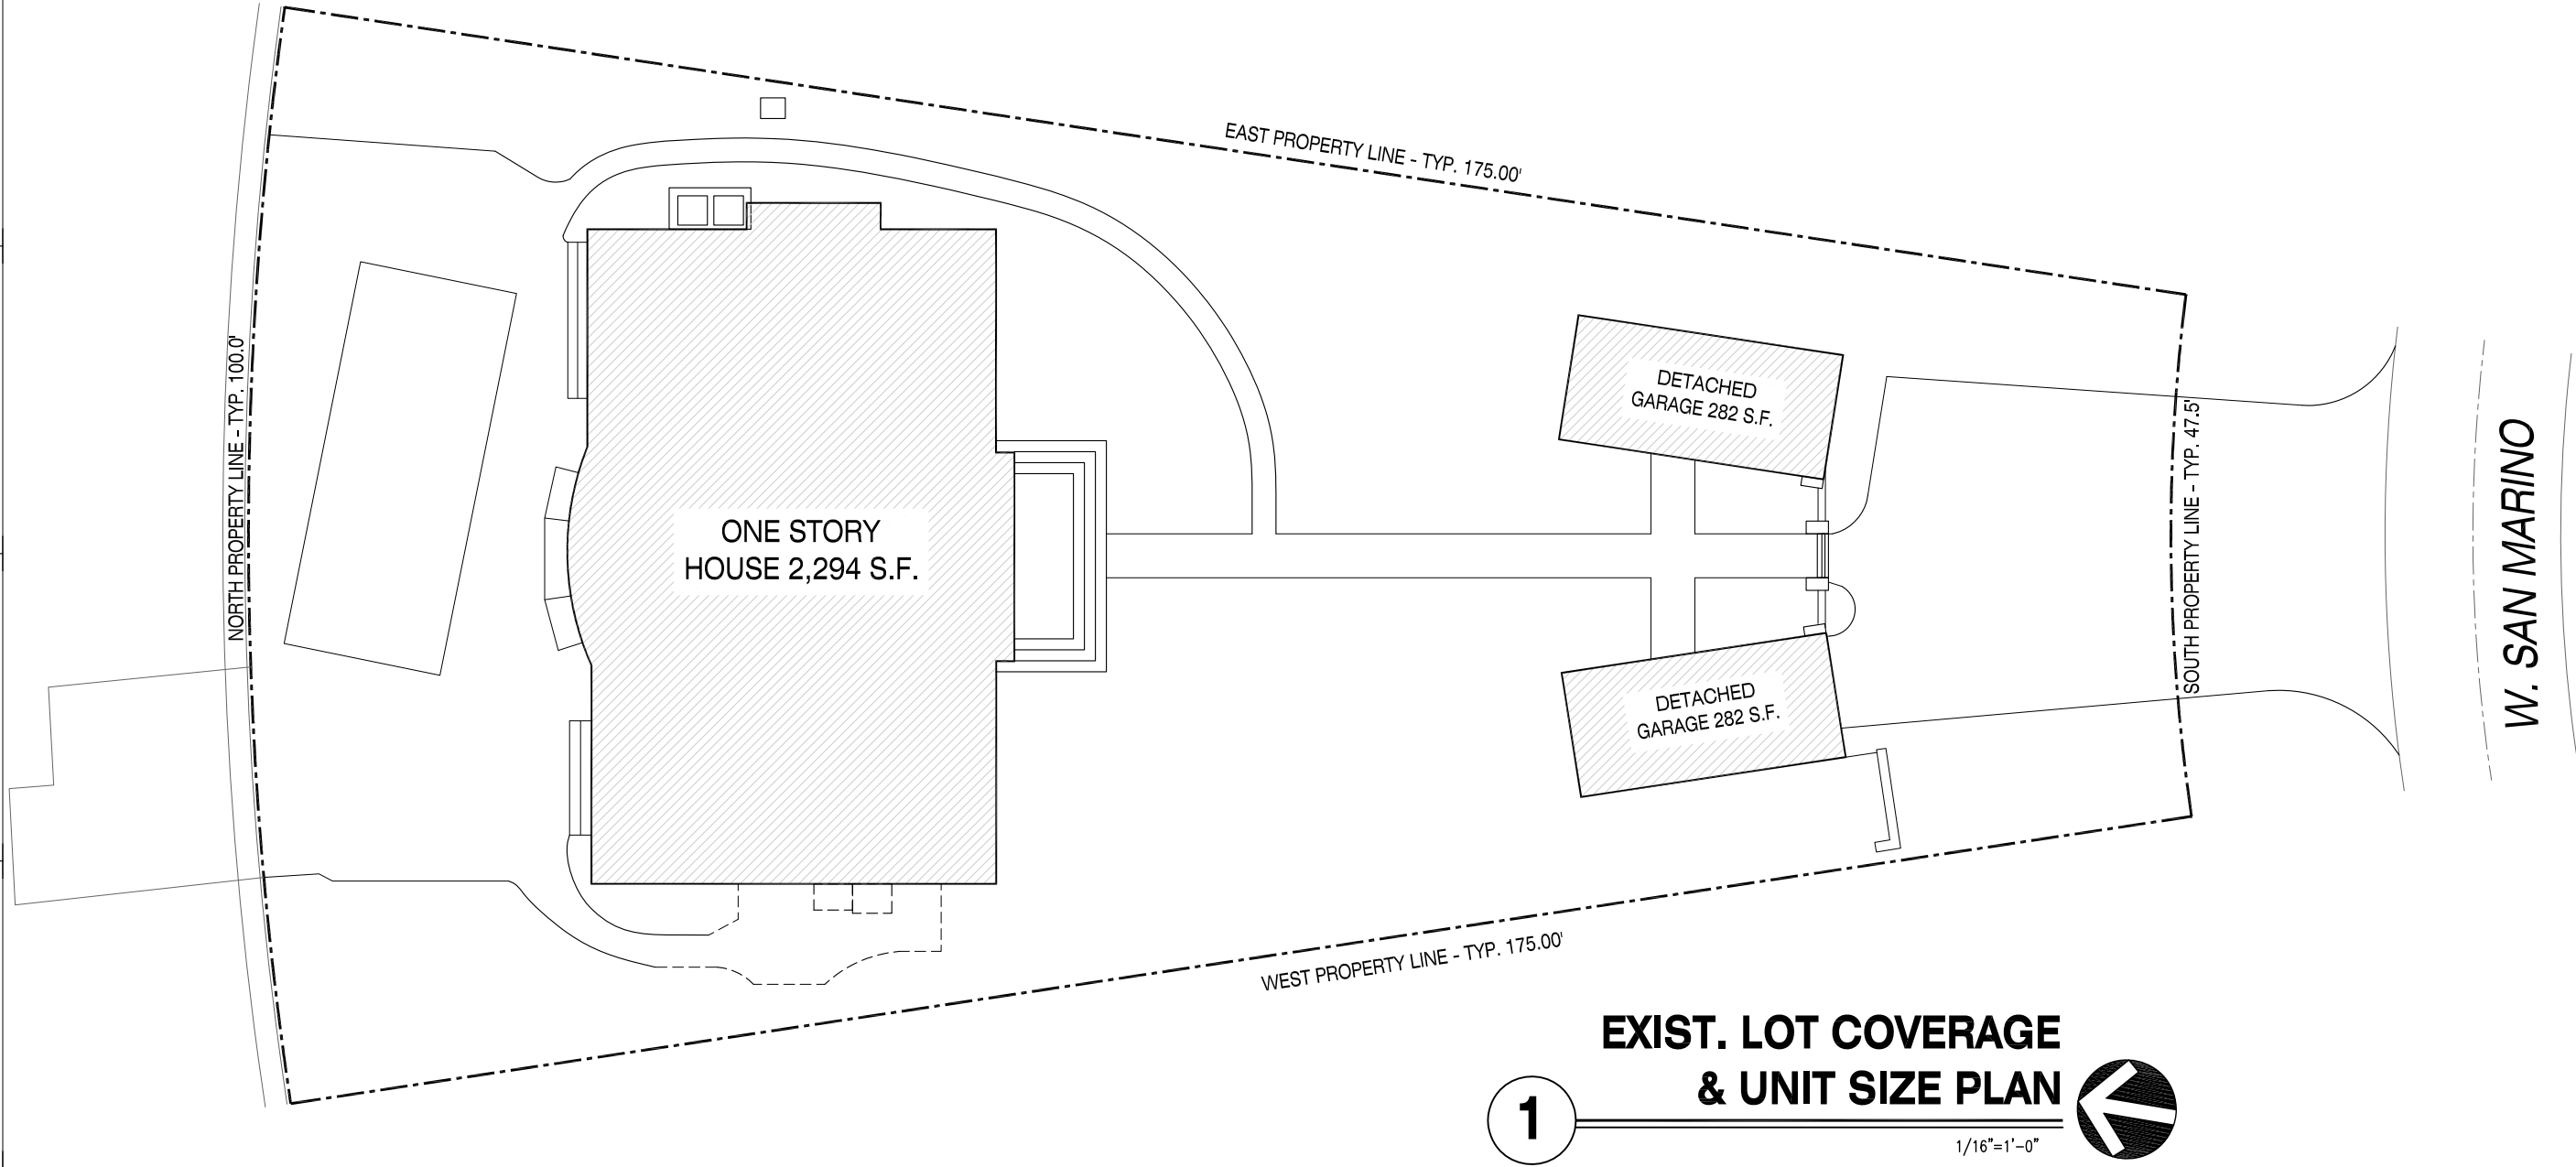 EAST PROPERTY LINE - TYP. 175.00'
NORTH PROPERTY LINE - TYP. 100.0'
DETACHED
GARAGE 282 S.F.
ONE STORY
HOUSE 2,294 S.F.
SOUTH PROPERTY LINE - TYP. 47.5'
W. SAN MARINO
DETACHED
GARAGE 282 S.F.
WEST PROPERTY LINE - TYP. 175.00'
EXIST. LOT COVERAGE
& UNIT SIZE PLAN
1
1/16"=1'-0"